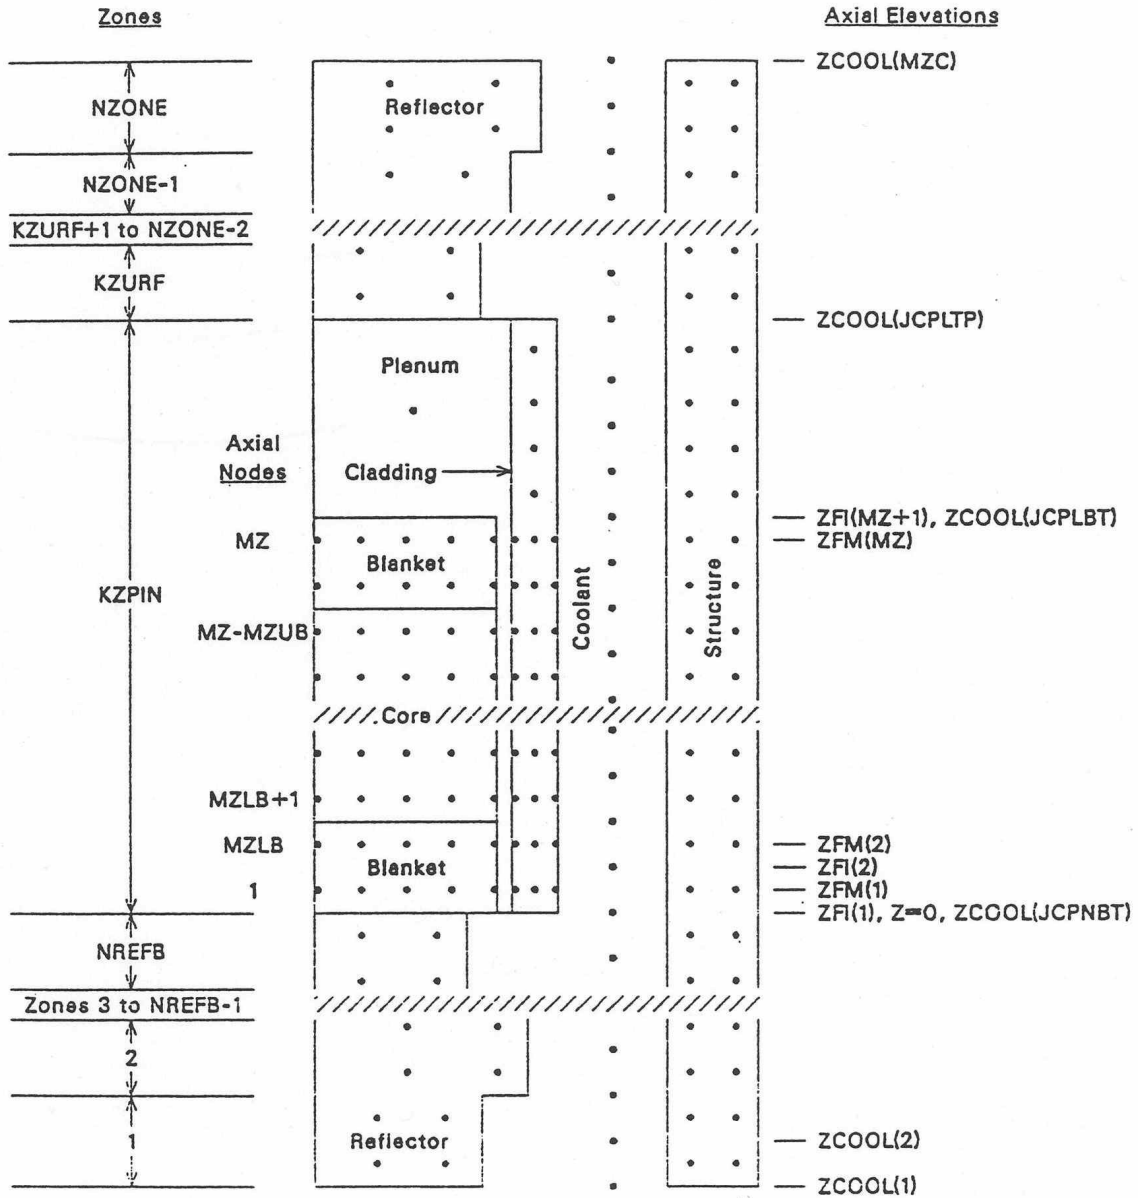 Zones
Axial Elevations
ZCOOL(MZC)
NZONE
Reflector
NZONE-1
KZURF+1 to NZONE-2
KZURF
ZCOOL(JCPLTP)
Plenum
Axial
Nodes
Cladding
ZFI(MZ+1), ZCOOL(JCPLBT)
MZ
ZFM(MZ)
Blanket
KZPIN
Coolant
Structure
MZ-MZUB
Core
MZLB+1
MZLB
ZFM(2)
Blanket
ZFI(2)
1
ZFM(1)
ZFI(1), Z=0, ZCOOL(JCPNBT)
NREFB
Zones 3 to NREFB-1
2
1
Reflector
ZCOOL(2)
ZCOOL(1)